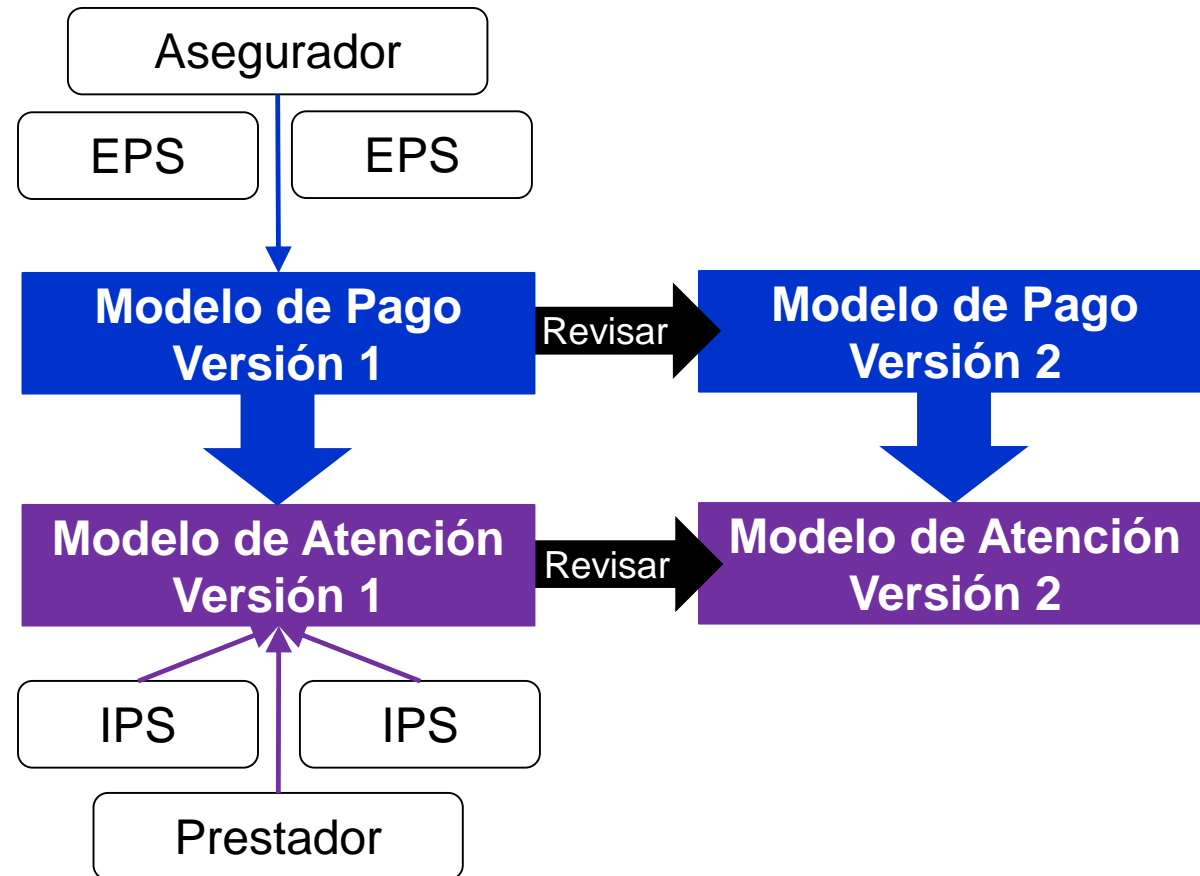 Asegurador
EPS
EPS
Modelo de Pago
Versión 1
Revisar
Modelo de Pago
Versión 2
Modelo de Atención
Versión 1
Revisar
Modelo de Atención
Versión 2
IPS
IPS
Prestador